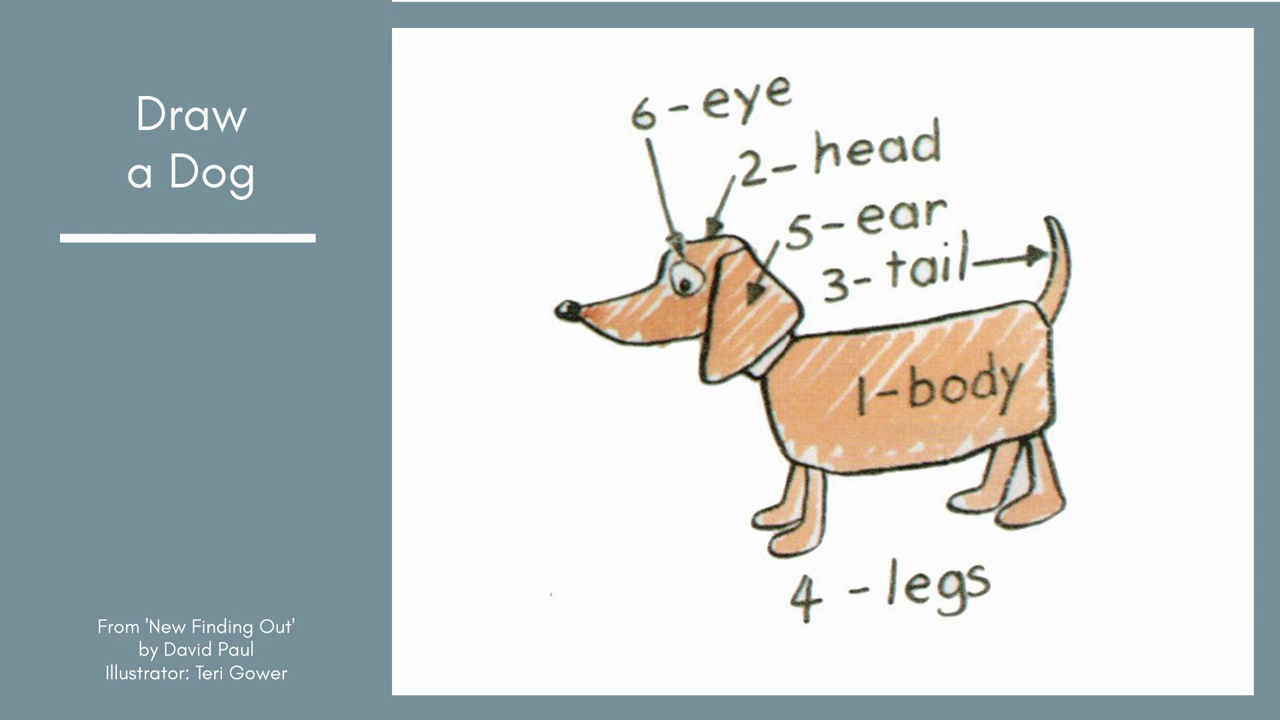 Draw
a Dog
From 'New Finding Out'
by David Paul
Illustrator: Teri Gower
6-eye
2-head
5-ear
3-tail
1-body
4-legs